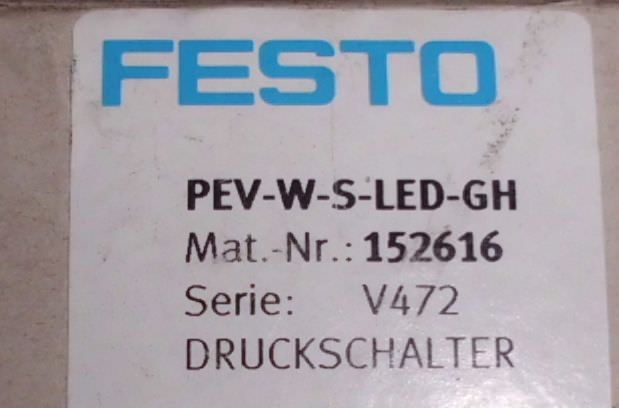 FESTO
PEV-W-S-LED-GH
Mat.-Nr.: 152616
Serie: V472
DRUCKSCHALTER